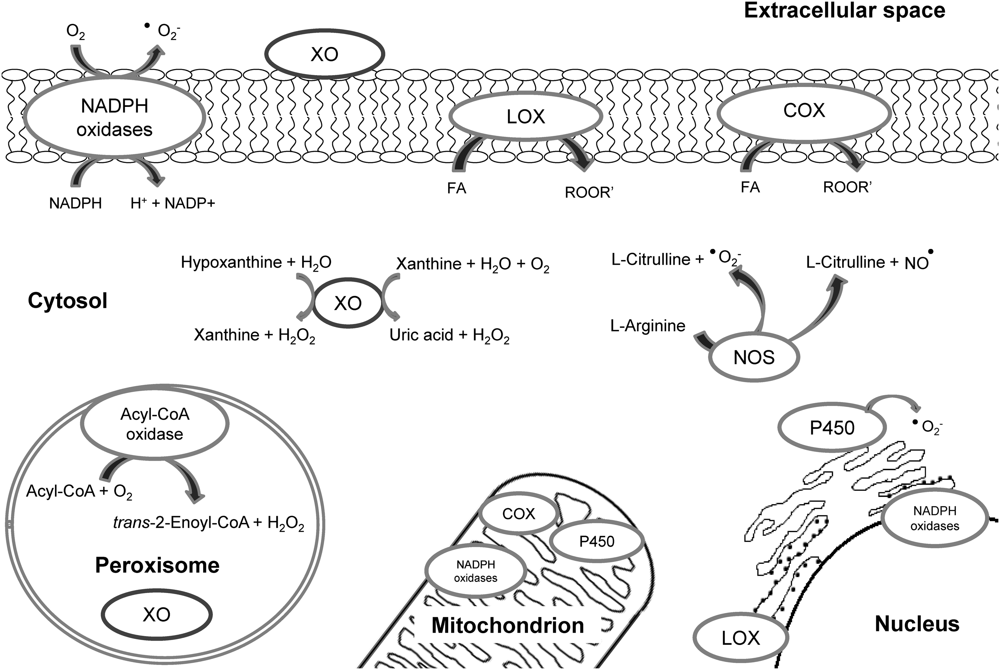 Extracellular space
O₂
• O₂⁻
XO
NADPH
oxidases
LOX
COX
NADPH
H⁺ + NADP+
FA
ROOR’
FA
ROOR’
Hypoxanthine + H₂O
Xanthine + H₂O + O₂
XO
Xanthine + H₂O₂
Uric acid + H₂O₂
Cytosol
L-Citrulline + •O₂⁻
L-Citrulline + NO•
L-Arginine
NOS
Acyl-CoA
oxidase
Acyl-CoA + O₂
trans-2-Enoyl-CoA + H₂O₂
Peroxisome
XO
COX
P450
NADPH
oxidases
Mitochondrion
P450
• O₂⁻
NADPH
oxidases
LOX
Nucleus